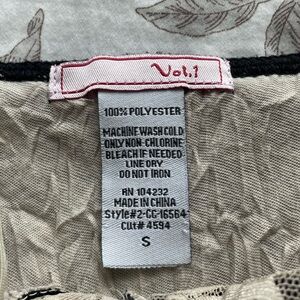 Vol.1
100% POLYESTER
MACHINE WASH COLD
ONLY NON-CHLORINE
BLEACH IF NEEDED
LINE DRY
DO NOT IRON
RN 104232
MADE IN CHINA
Style#2-CG-16564
Cut# 4594
S